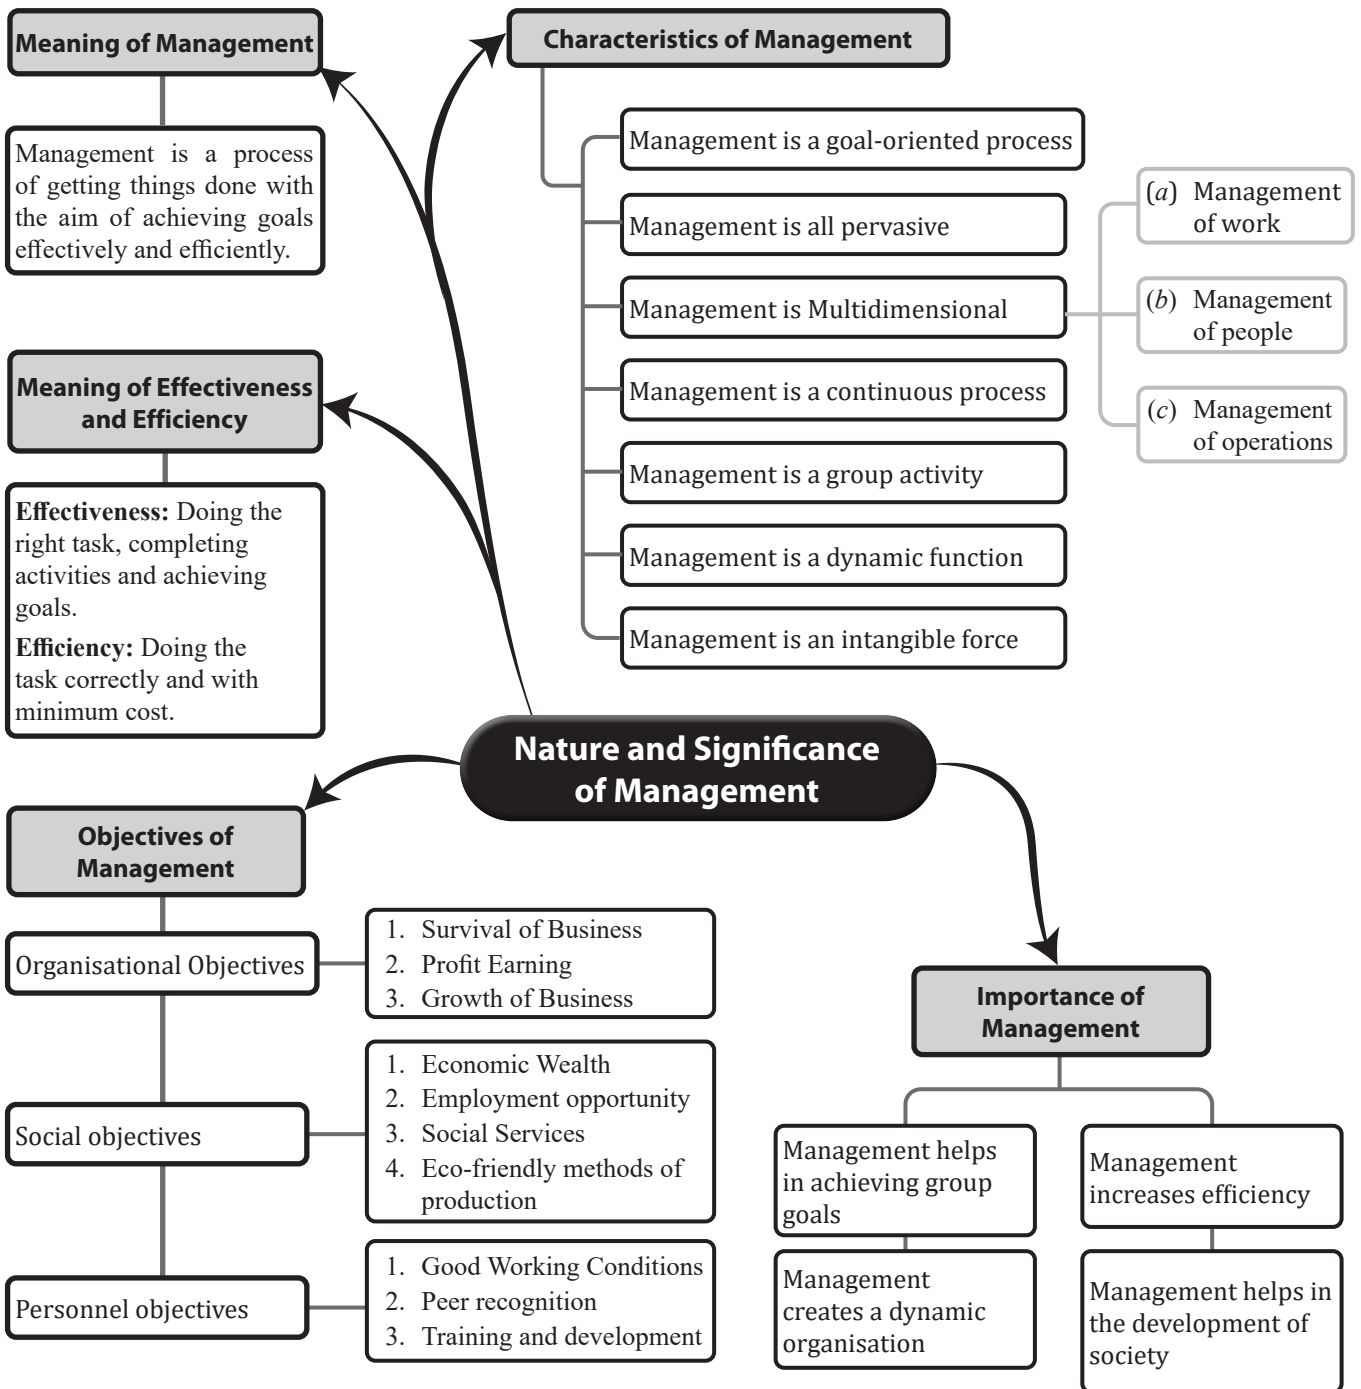 Meaning of Management
Management is a process
of getting things done with
the aim of achieving goals
effectively and efficiently.
Characteristics of Management
Management is a goal-oriented process
Management is all pervasive
Management is Multidimensional
(a) Management
of work
(b) Management
of people
(c) Management
of operations
Management is a continuous process
Management is a group activity
Management is a dynamic function
Management is an intangible force
Meaning of Effectiveness
and Efficiency
Effectiveness: Doing the
right task, completing
activities and achieving
goals.
Efficiency: Doing the
task correctly and with
minimum cost.
Nature and Significance
of Management
Objectives of
Management
Organisational Objectives
1. Survival of Business
2. Profit Earning
3. Growth of Business
Social objectives
1. Economic Wealth
2. Employment opportunity
3. Social Services
4. Eco-friendly methods of
production
Personnel objectives
1. Good Working Conditions
2. Peer recognition
3. Training and development
Importance of
Management
Management helps
in achieving group
goals
Management
creates a dynamic
organisation
Management
increases efficiency
Management helps in
the development of
society